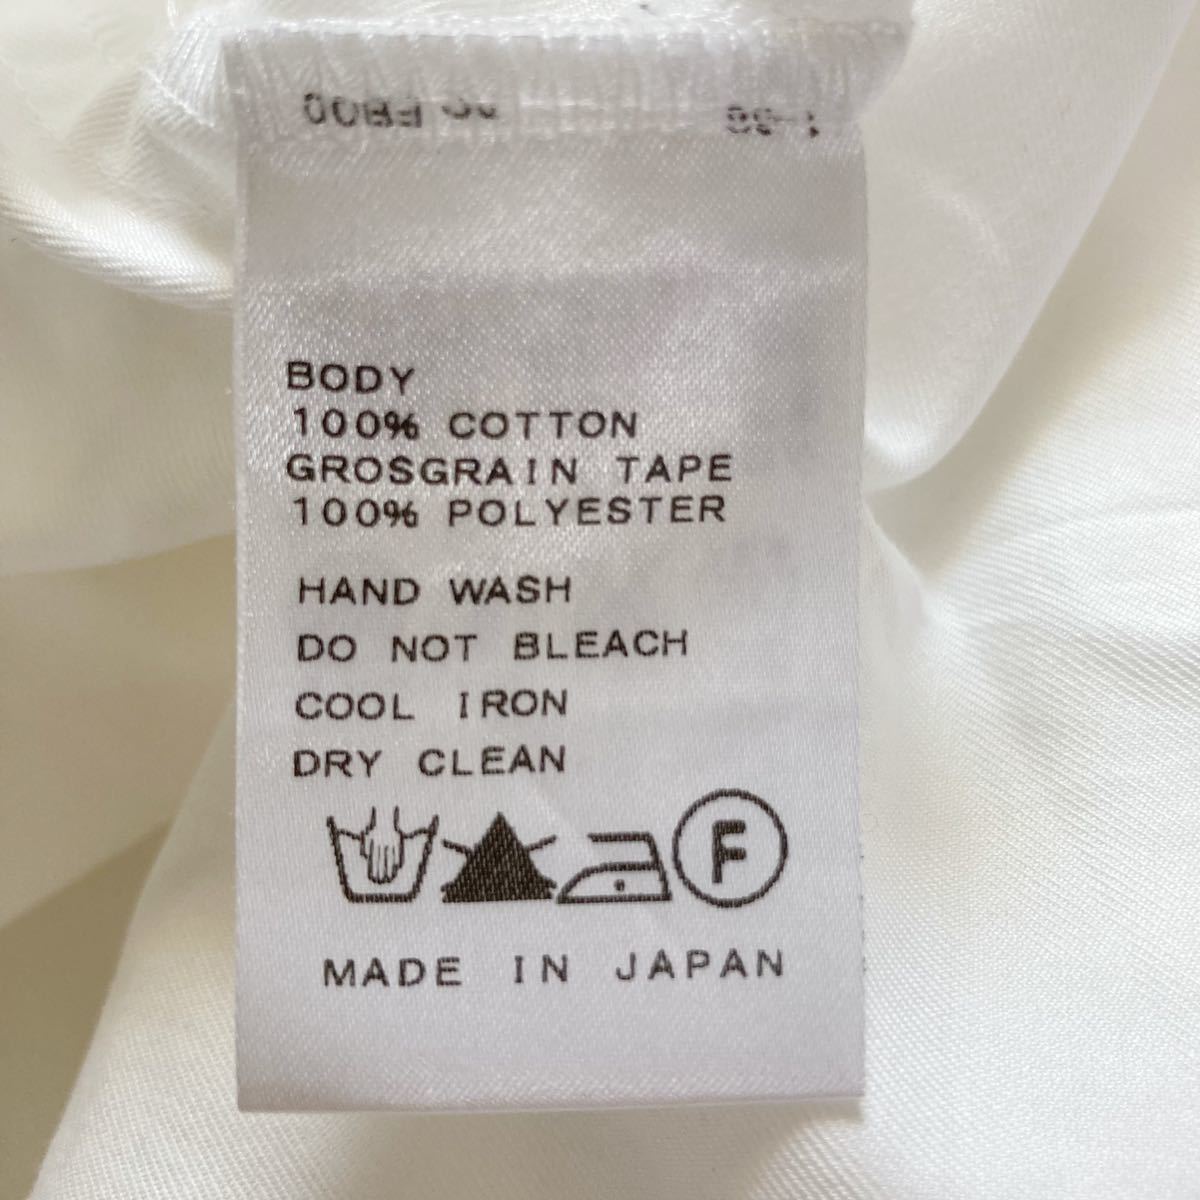 BODY
100% COTTON
GROSGRAIN TAPE
100% POLYESTER
HAND WASH
DO NOT BLEACH
COOL IRON
DRY CLEAN
F
MADE IN JAPAN